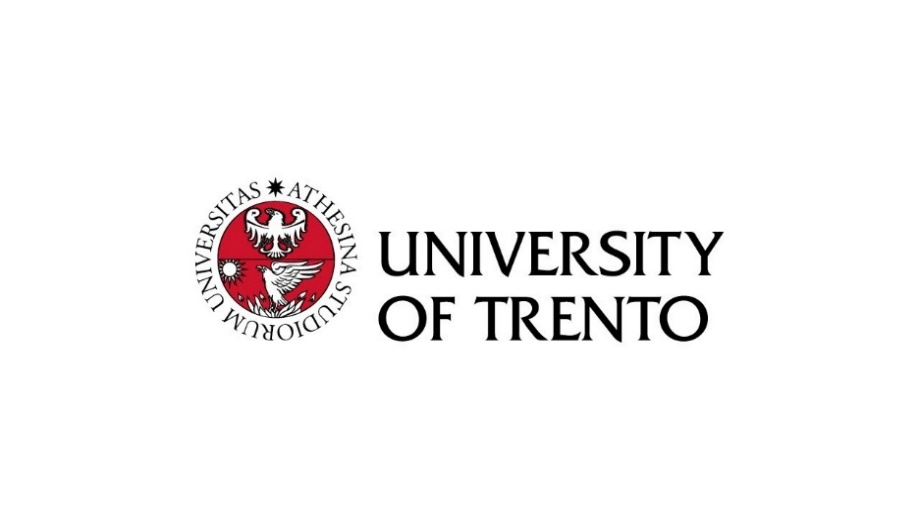 UNIVERSITAS ★ ATHESINA STUDIORUM
UNIVERSITY
OF TRENTO